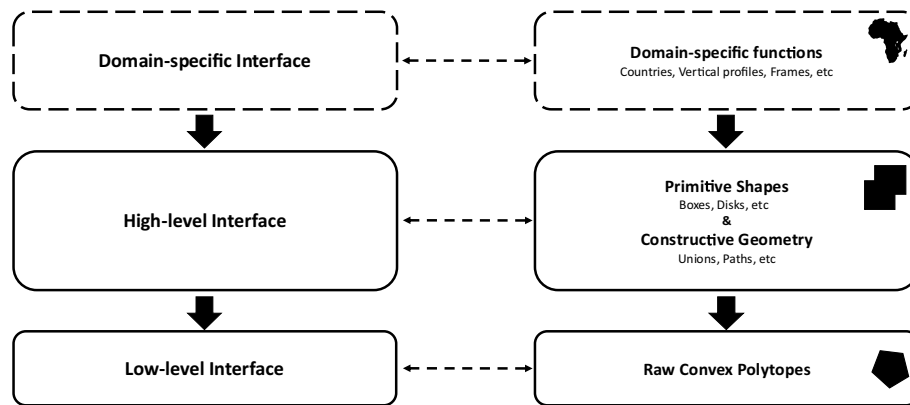 Domain-specific Interface
Domain-specific functions
Countries, Vertical profiles, Frames, etc
High-level Interface
Primitive Shapes
Boxes, Disks, etc
&
Constructive Geometry
Unions, Paths, etc
Low-level Interface
Raw Convex Polytopes